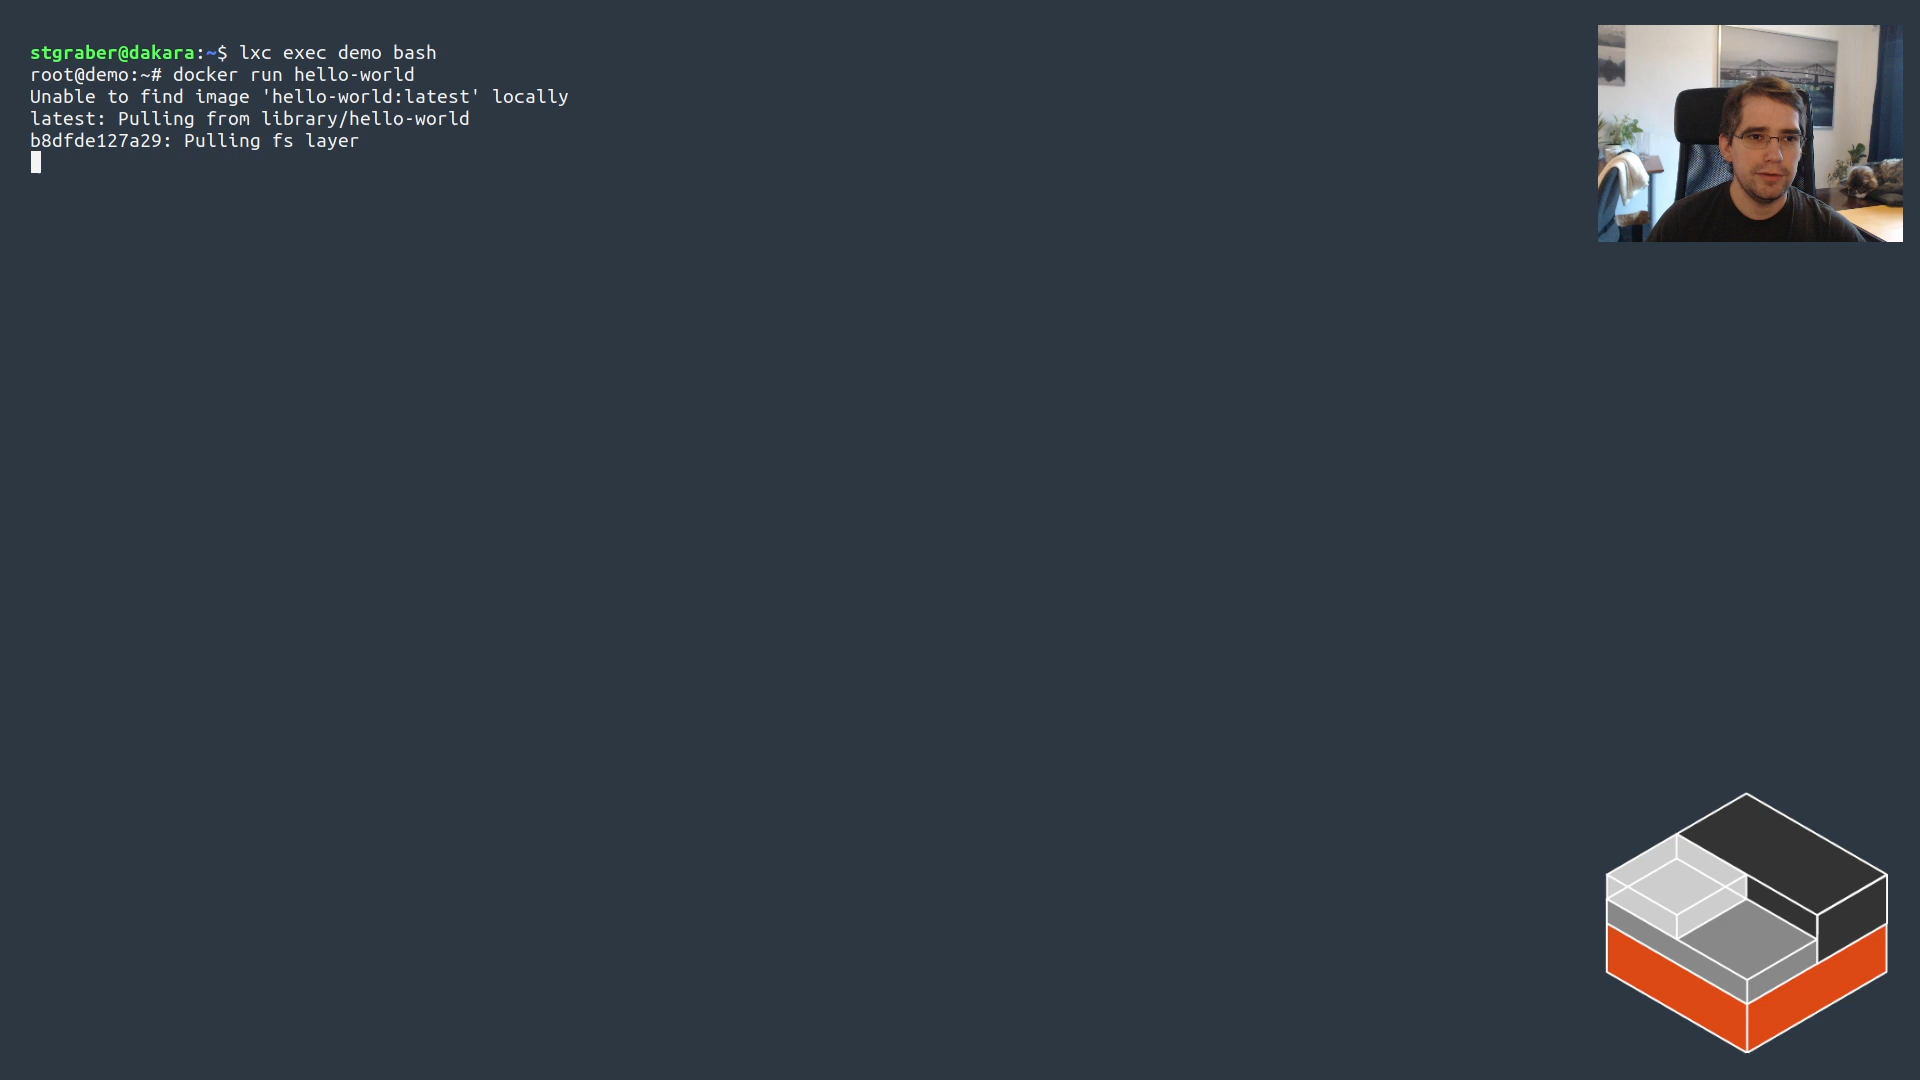 stgraber@dakara:~$ lxc exec demo bash
root@demo:~# docker run hello-world
Unable to find image 'hello-world:latest' locally
latest: Pulling from library/hello-world
b8dfde127a29: Pulling fs layer